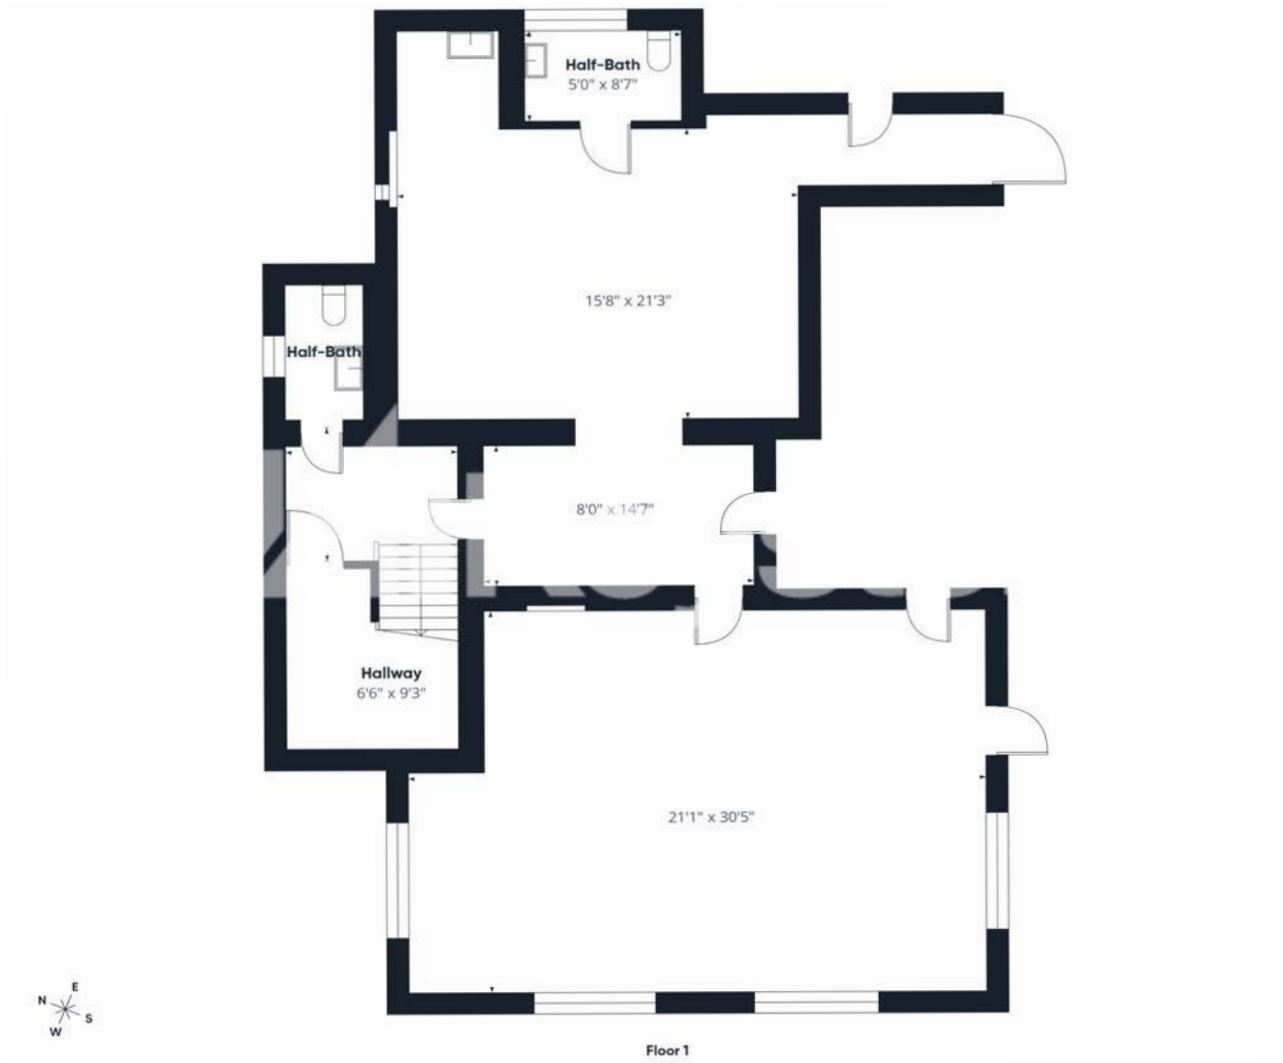 Half-Bath
5'0" x 8'7"
15'8" x 21'3"
Half-Bath
8'0" x 14'7"
Hallway
6'6" x 9'3"
21'1" x 30'5"
E
N
S
W
Floor 1